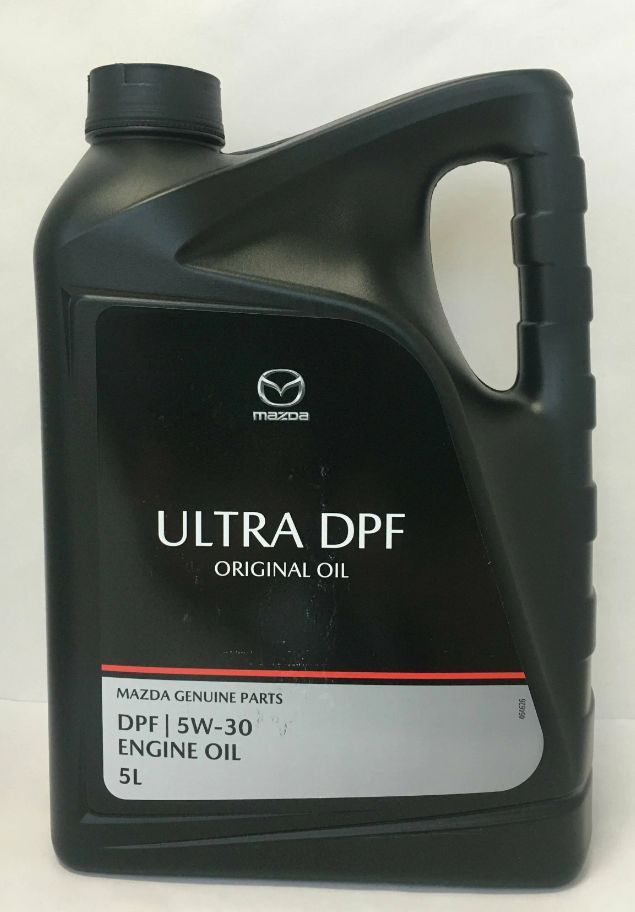 mazda
ULTRA DPF
ORIGINAL OIL
MAZDA GENUINE PARTS
DPF | 5W-30
ENGINE OIL
5L